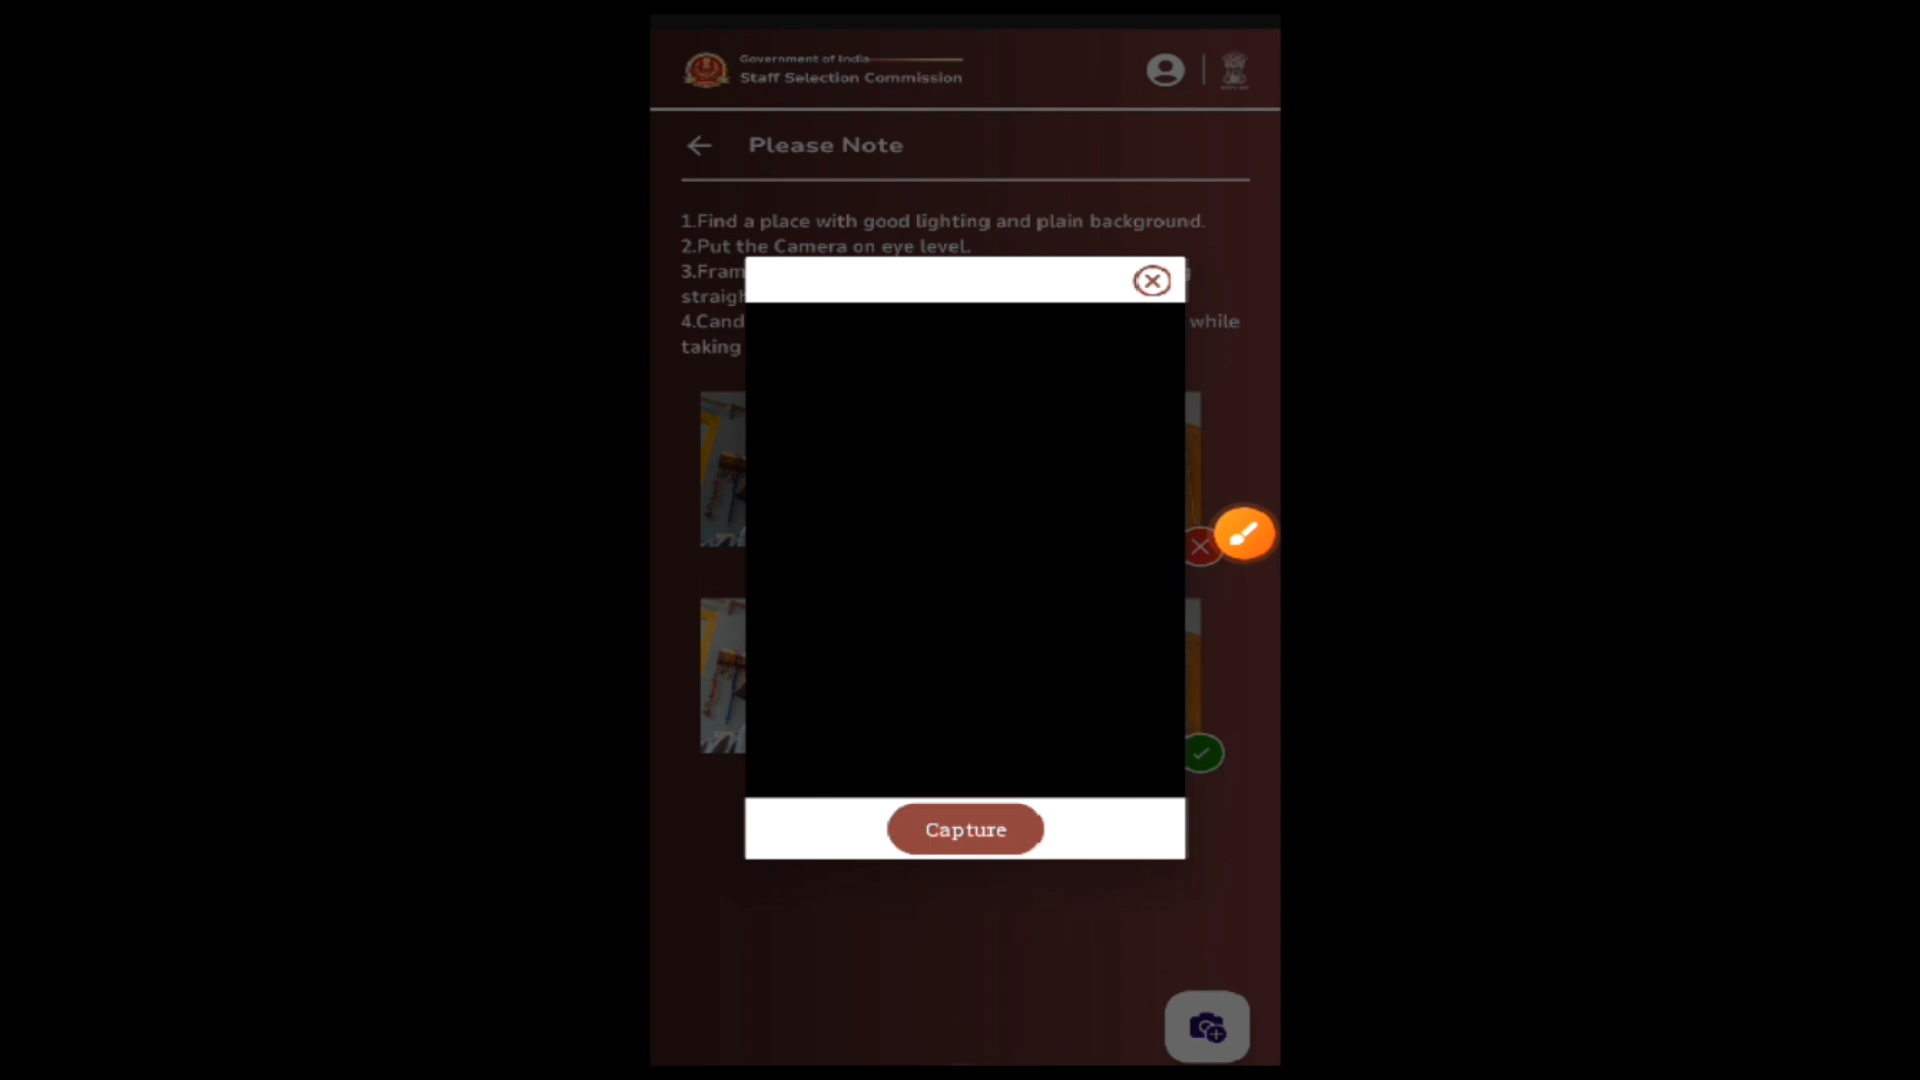 Government of India
Staff Selection Commission
Please Note
1.Find a place with good lighting and plain background.
2.Put the Camera on eye level.
3.Fram
straigh
4.Cand while
taking
Capture